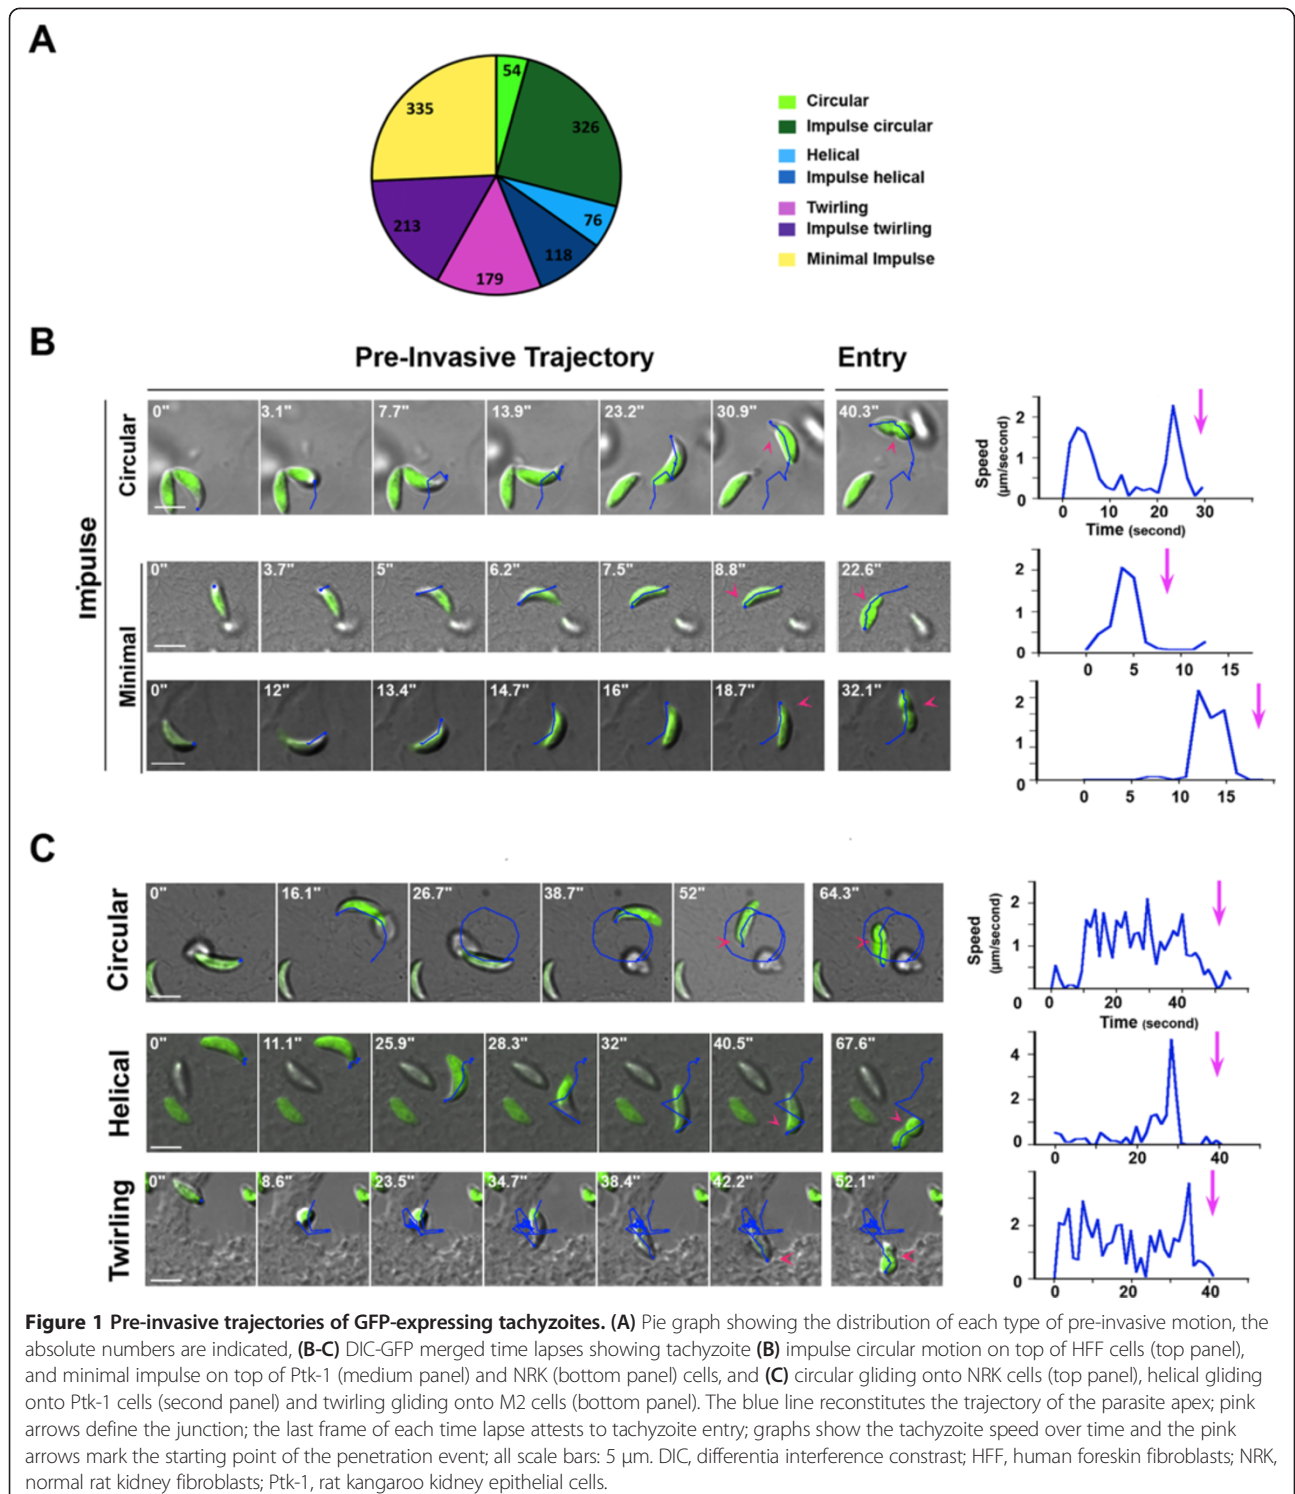 A
54
326
76
118
179
213
335
Circular
Impulse circular
Helical
Impulse helical
Twirling
Impulse twirling
Minimal Impulse
B
Pre-Invasive Trajectory
Entry
Impulse
Circular
0" 3.1" 7.7" 13.9" 23.2" 30.9" 40.3"
Speed
(µm/second)
2
1
0
0 10 20 30
Time (second)
Minimal
0" 3.7" 5" 6.2" 7.5" 8.8" 22.6"
2
1
0
0 5 10 15
0" 12" 13.4" 14.7" 16" 18.7" 32.1"
2
1
0
0 5 10 15
C
Circular
0" 16.1" 26.7" 38.7" 52" 64.3"
Speed
(µm/second)
2
1
0
0 20 40
Time (second)
Helical
0" 11.1" 25.9" 28.3" 32" 40.5" 67.6"
4
2
0
0 20 40
Twirling
0" 8.6" 23.5" 34.7" 38.4" 42.2" 52.1"
2
0
0 20 40
Figure 1 Pre-invasive trajectories of GFP-expressing tachyzoites. (A) Pie graph showing the distribution of each type of pre-invasive motion, the
absolute numbers are indicated, (B-C) DIC-GFP merged time lapses showing tachyzoite (B) impulse circular motion on top of HFF cells (top panel),
and minimal impulse on top of Ptk-1 (medium panel) and NRK (bottom panel) cells, and (C) circular gliding onto NRK cells (top panel), helical gliding
onto Ptk-1 cells (second panel) and twirling gliding onto M2 cells (bottom panel). The blue line reconstitutes the trajectory of the parasite apex; pink
arrows define the junction; the last frame of each time lapse attests to tachyzoite entry; graphs show the tachyzoite speed over time and the pink
arrows mark the starting point of the penetration event; all scale bars: 5 µm. DIC, differentia interference constrast; HFF, human foreskin fibroblasts; NRK,
normal rat kidney fibroblasts; Ptk-1, rat kangaroo kidney epithelial cells.